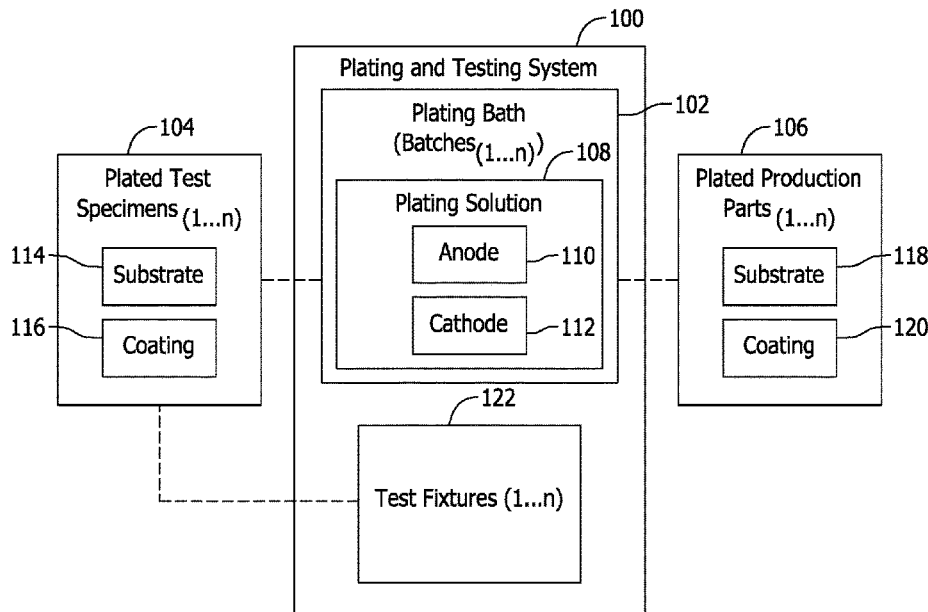 100
Plating and Testing System
102
Plating Bath
(Batches(1...n))
104
Plated Test
Specimens(1...n)
114
Substrate
116
Coating
108
Plating Solution
Anode
110
Cathode
112
106
Plated Production
Parts(1...n)
Substrate
118
Coating
120
122
Test Fixtures (1...n)